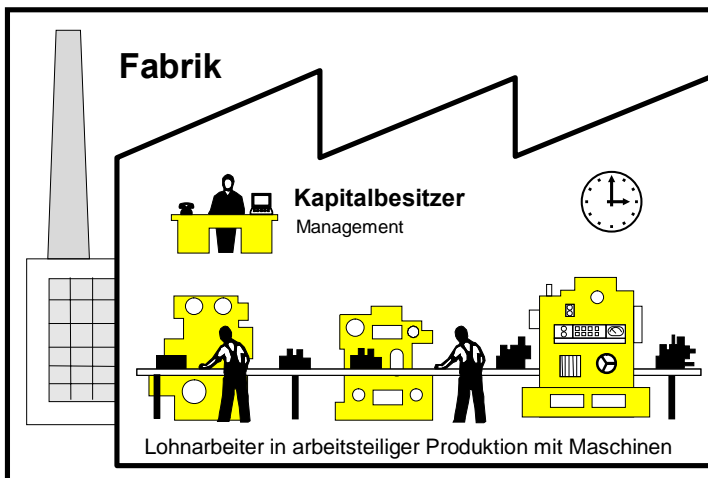 Fabrik
Kapitalbesitzer
Management
Lohnarbeiter in arbeitsteiliger Produktion mit Maschinen